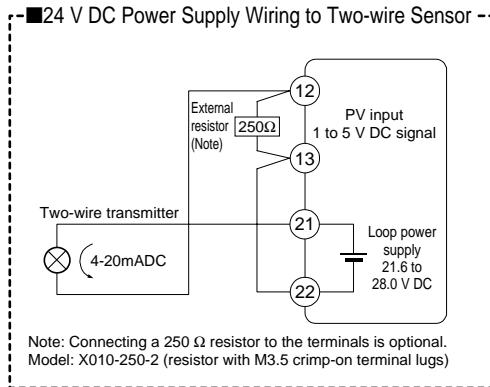 ■24 V DC Power Supply Wiring to Two-wire Sensor
12
External
resistor
(Note)
250Ω
PV input
1 to 5 V DC signal
13
Two-wire transmitter
21
4-20mADC
Loop power
supply
21.6 to
28.0 V DC
22
Note: Connecting a 250 Ω resistor to the terminals is optional.
Model: X010-250-2 (resistor with M3.5 crimp-on terminal lugs)